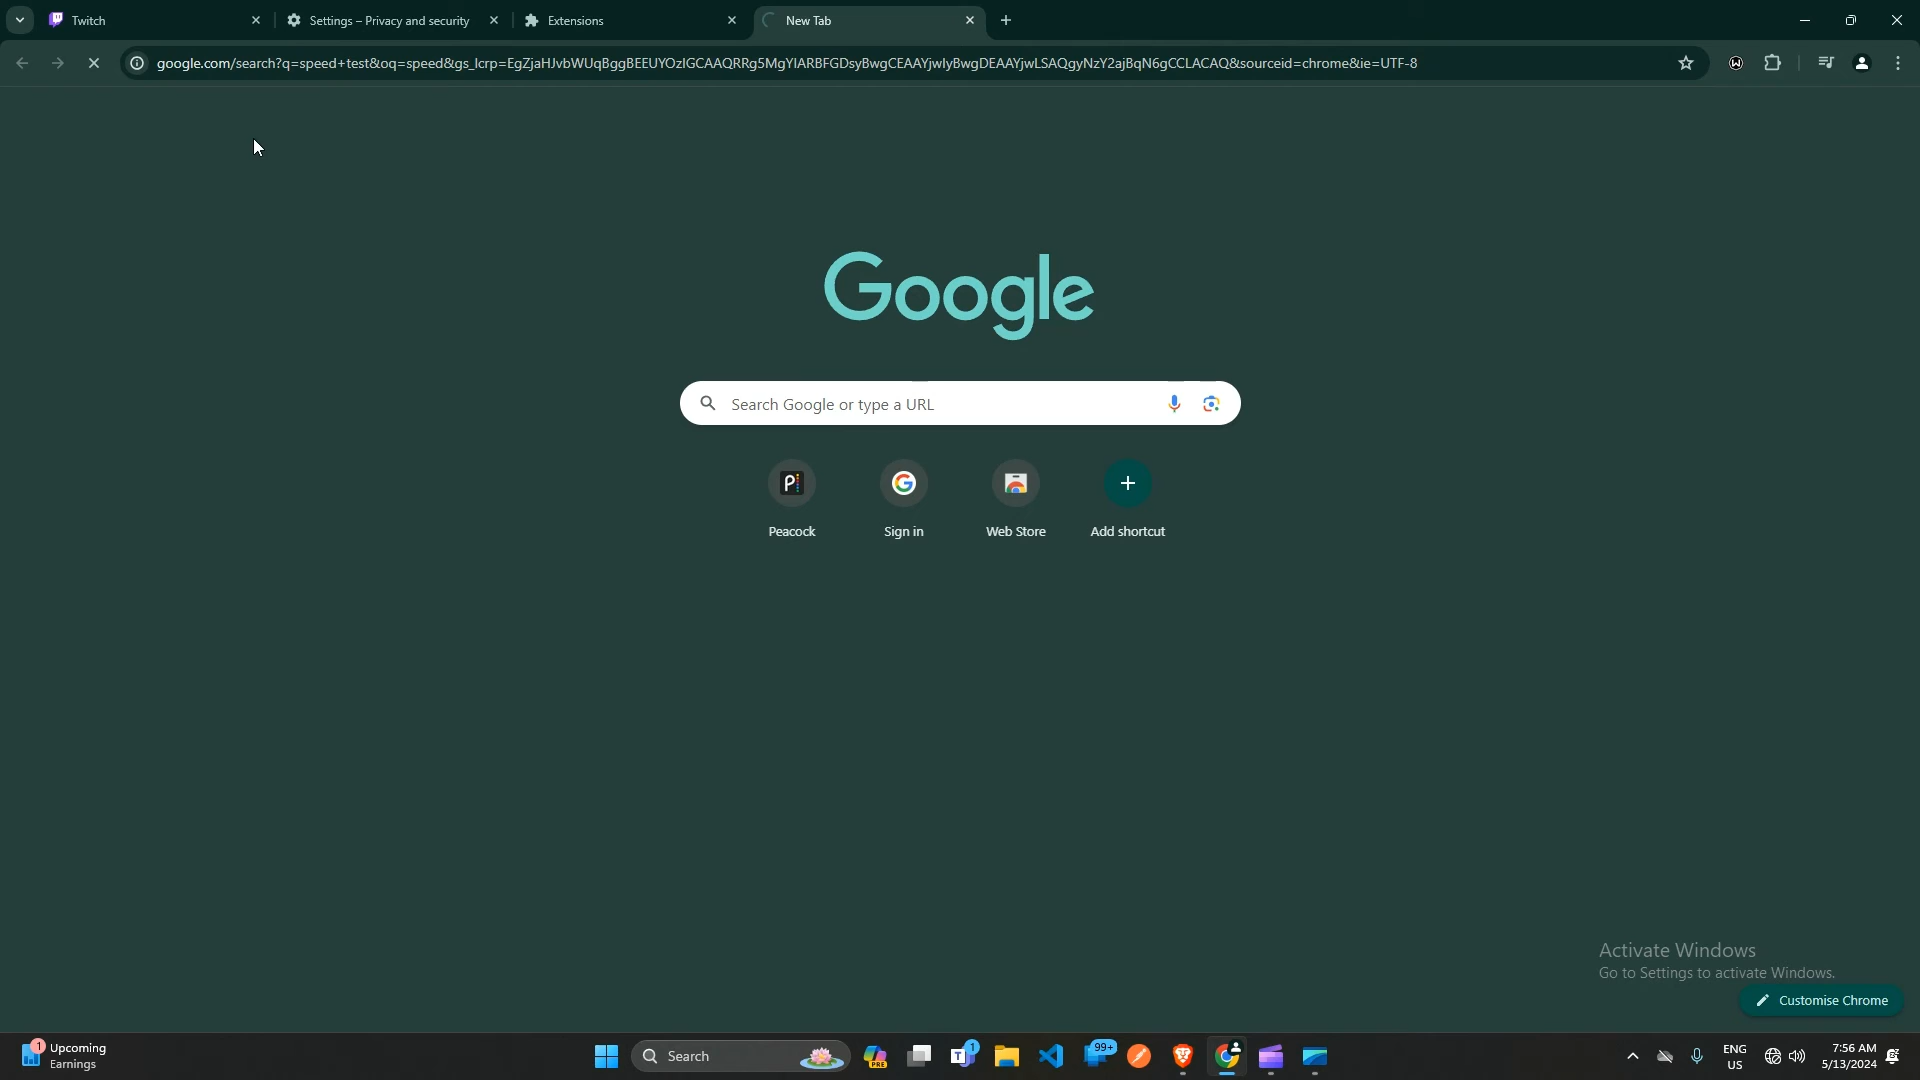 Twitch
Settings – Privacy and security
Extensions
New Tab
google.com/search?q=speed+test&oq=speed&gs_lcrp=EgZjaHJvbWUqBggBEEUYOzIGCAAQRRg5MgYIARBFGDsyBwgCEAAYjwIyBwgDEAAYjwLSAQgyNzY2ajBqN6gCCLACAQ&sourceid=chrome&ie=UTF-8
Google
Search Google or type a URL
Peacock
Sign in
Web Store
Add shortcut
Activate Windows
Go to Settings to activate Windows.
Customise Chrome
1
Upcoming
Earnings
Search
PRE
1
99+
ENG
US
7:56 AM
5/13/2024